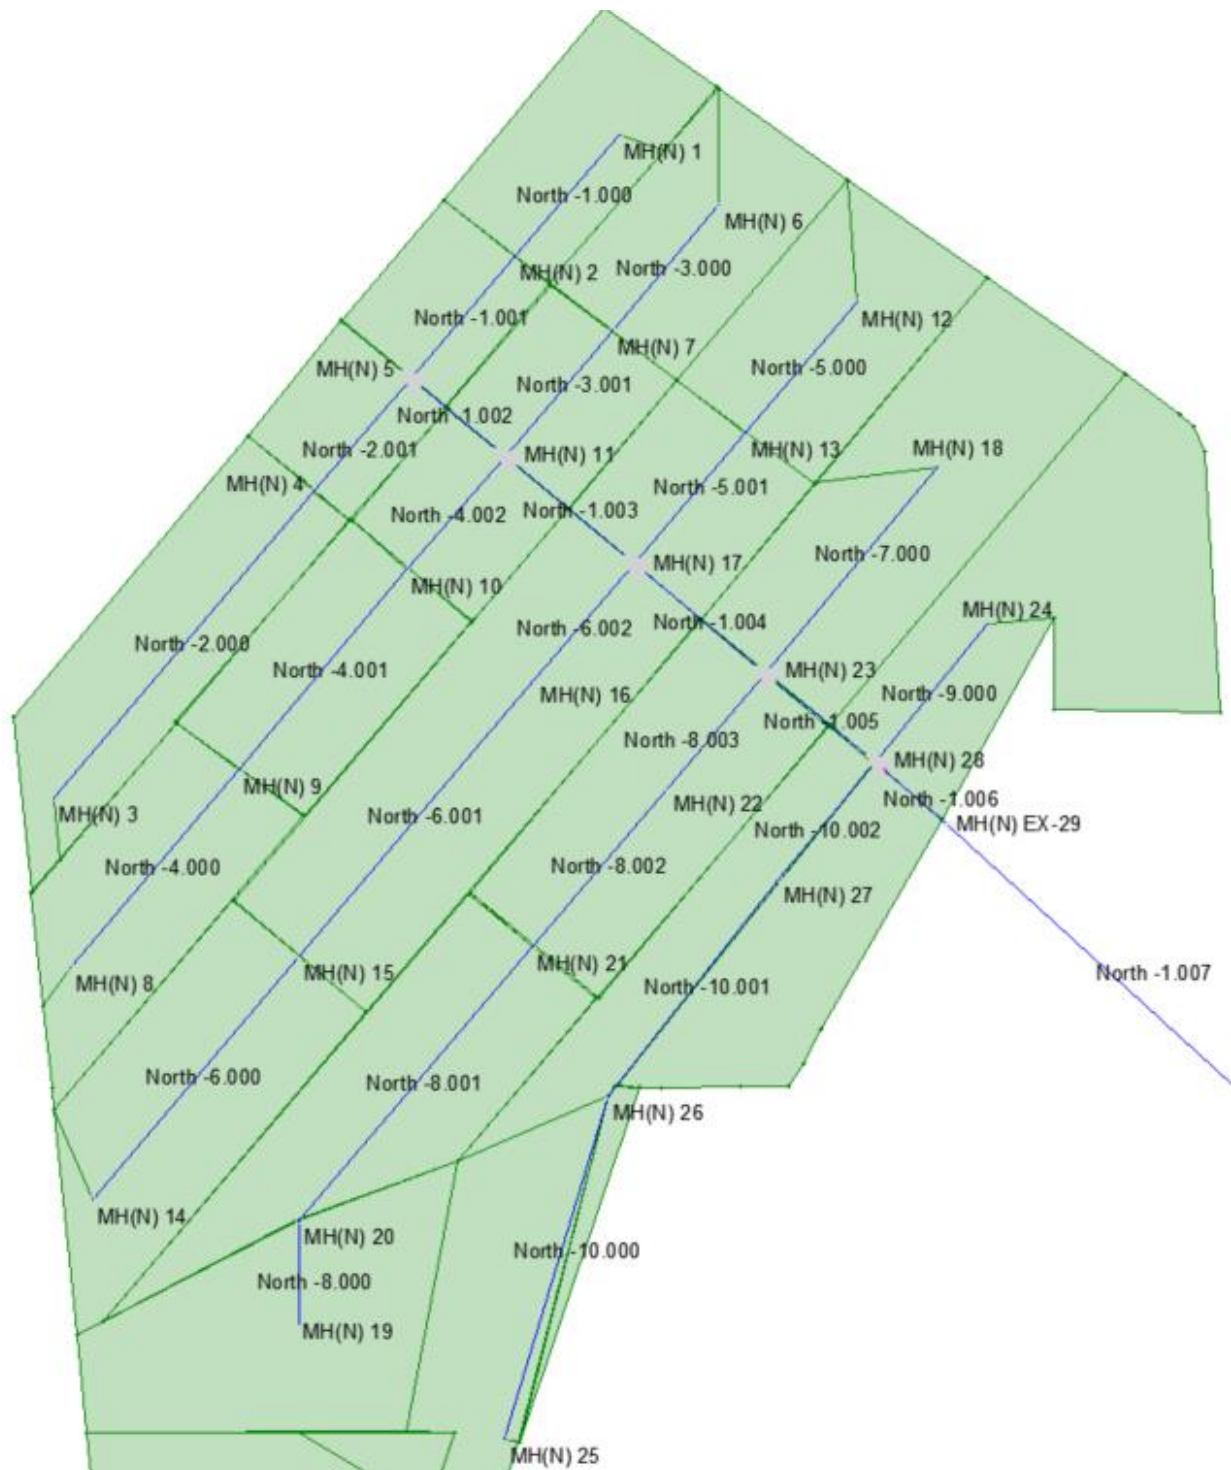 MH(N) 1
North -1.000
MH(N) 6
MH(N) 2
North -3.000
North -1.001
MH(N) 12
MH(N) 7
MH(N) 5
North -5.000
North -3.001
North -1.002
North -2.001
MH(N) 11
MH(N) 13
MH(N) 18
MH(N) 4
North -5.001
North -4.002
North -1.003
North -7.000
MH(N) 17
MH(N) 10
MH(N) 24
North -6.002
North -1.004
North -2.000
North -4.001
MH(N) 23
MH(N) 16
North -9.000
North -1.005
North -8.003
MH(N) 28
MH(N) 9
North -1.006
MH(N) 22
MH(N) 3
North -6.001
MH(N) EX-29
North -10.002
North -4.000
North -8.002
MH(N) 27
MH(N) 21
MH(N) 15
North -1.007
MH(N) 8
North -10.001
North -6.000
North -8.001
MH(N) 26
MH(N) 14
MH(N) 20
North -10.000
North -8.000
MH(N) 19
MH(N) 25